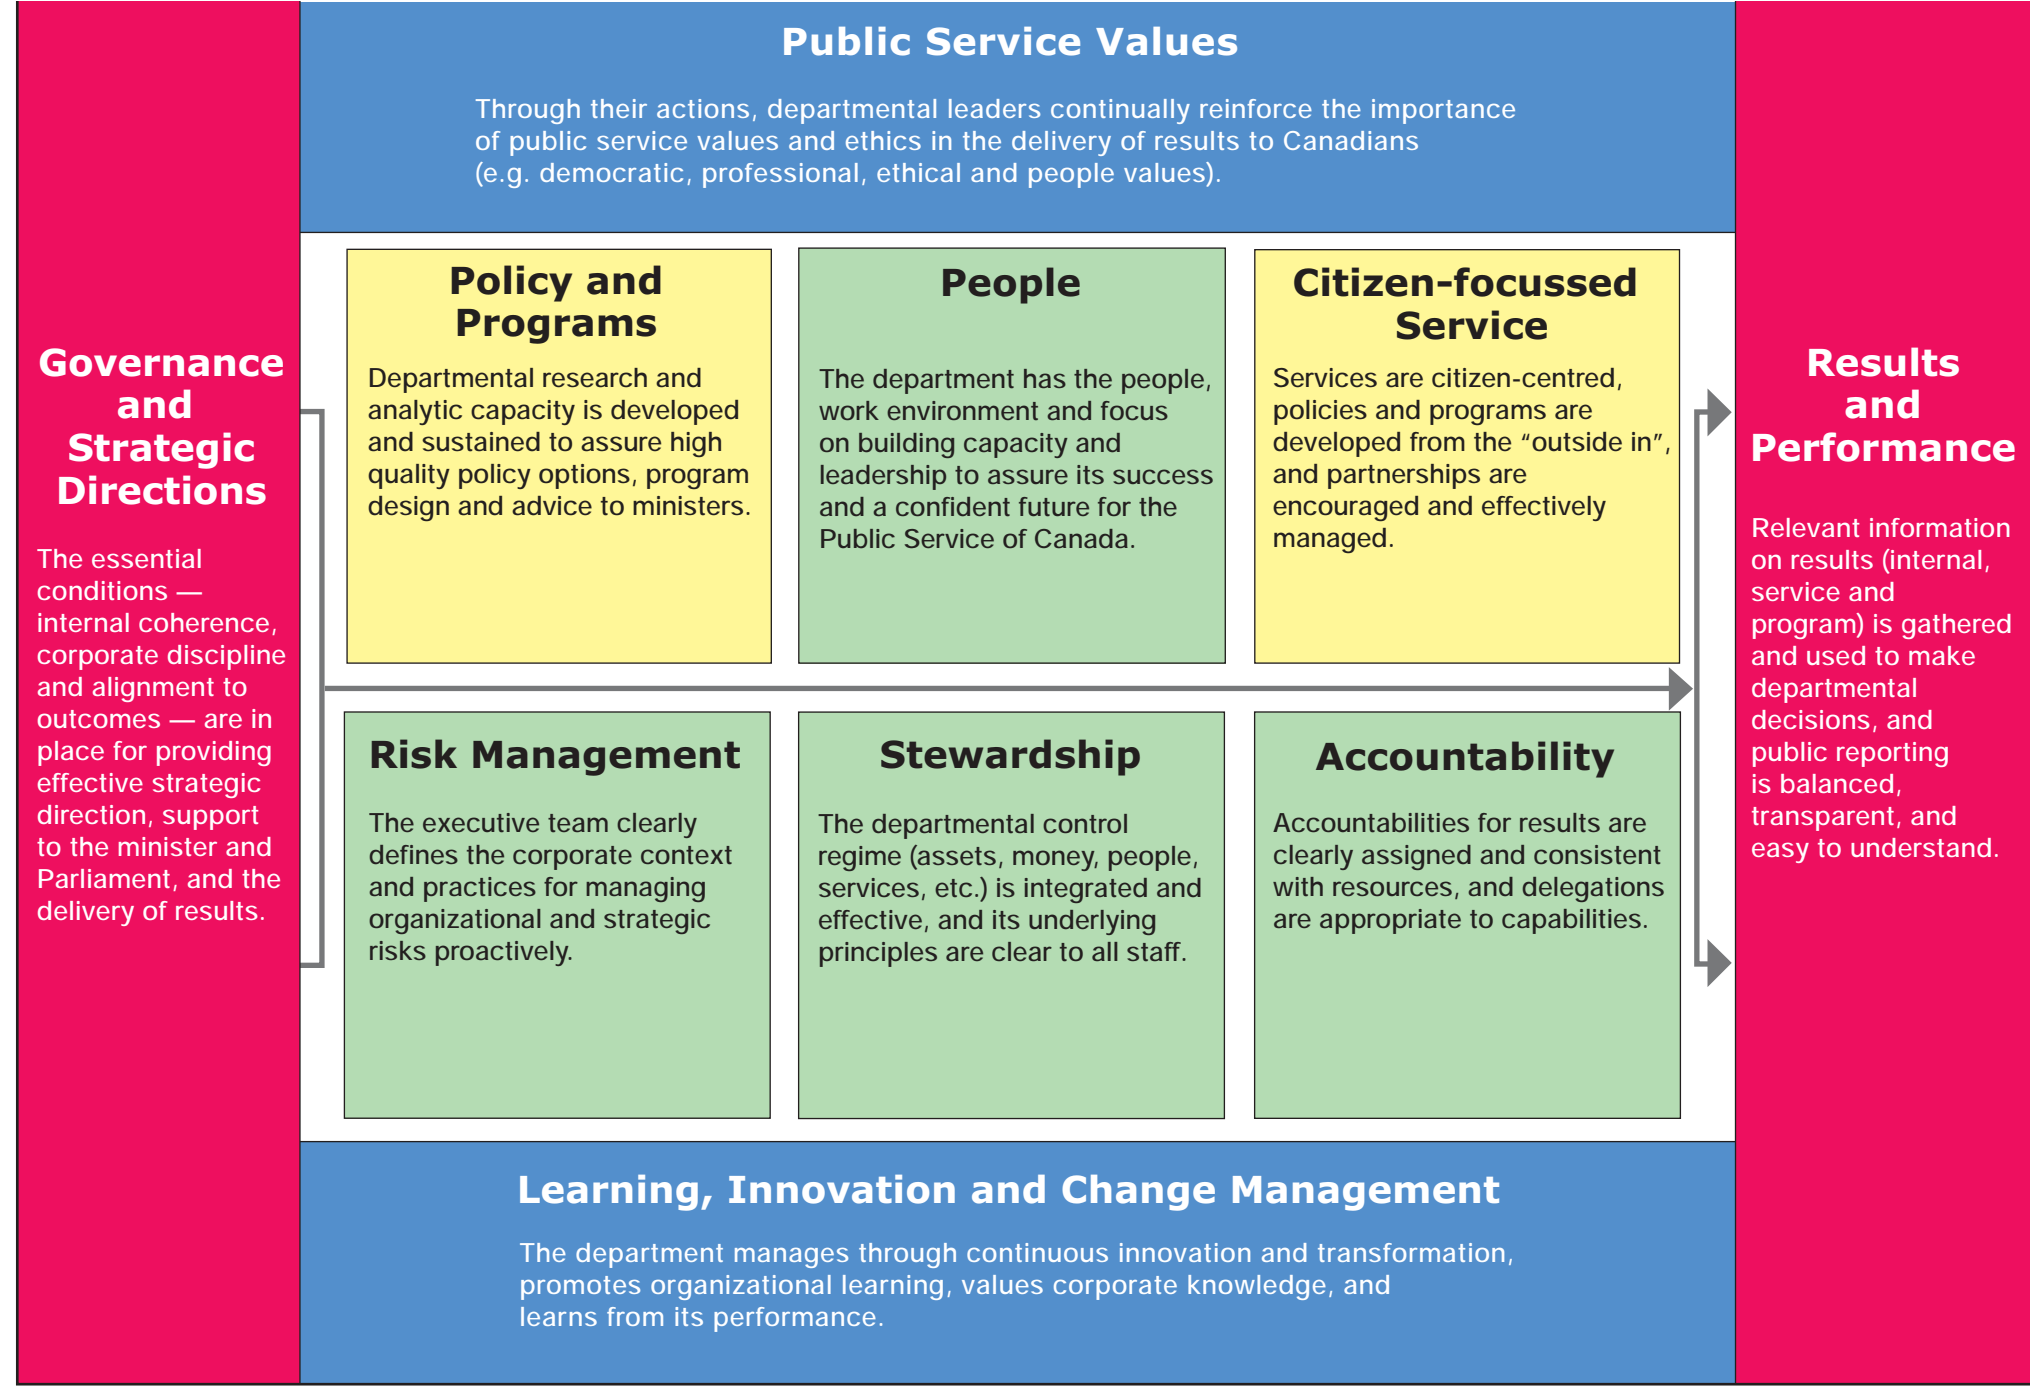 Public Service Values
Through their actions, departmental leaders continually reinforce the importance
of public service values and ethics in the delivery of results to Canadians
(e.g. democratic, professional, ethical and people values).
Governance
and
Strategic
Directions
The essential
conditions —
internal coherence,
corporate discipline
and alignment to
outcomes — are in
place for providing
effective strategic
direction, support
to the minister and
Parliament, and the
delivery of results.
Policy and
Programs
Departmental research and
analytic capacity is developed
and sustained to assure high
quality policy options, program
design and advice to ministers.
People
The department has the people,
work environment and focus
on building capacity and
leadership to assure its success
and a confident future for the
Public Service of Canada.
Citizen-focussed
Service
Services are citizen-centred,
policies and programs are
developed from the “outside in”,
and partnerships are
encouraged and effectively
managed.
Risk Management
The executive team clearly
defines the corporate context
and practices for managing
organizational and strategic
risks proactively.
Stewardship
The departmental control
regime (assets, money, people,
services, etc.) is integrated and
effective, and its underlying
principles are clear to all staff.
Accountability
Accountabilities for results are
clearly assigned and consistent
with resources, and delegations
are appropriate to capabilities.
Results
and
Performance
Relevant information
on results (internal,
service and
program) is gathered
and used to make
departmental
decisions, and
public reporting
is balanced,
transparent, and
easy to understand.
Learning, Innovation and Change Management
The department manages through continuous innovation and transformation,
promotes organizational learning, values corporate knowledge, and
learns from its performance.